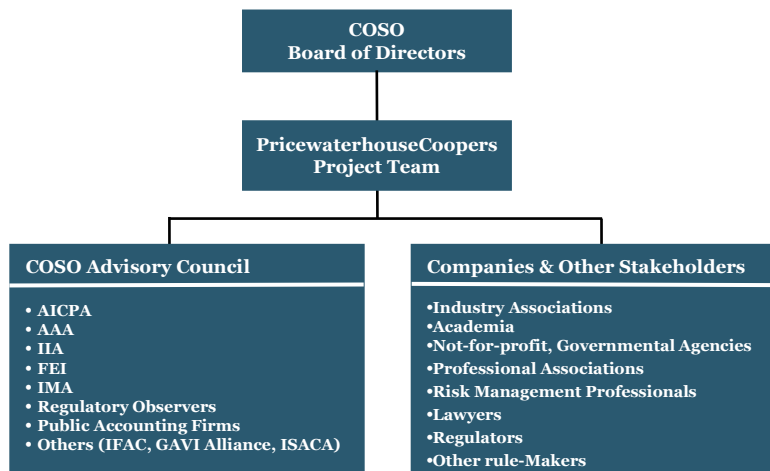 COSO
Board of Directors
PricewaterhouseCoopers
Project Team
COSO Advisory Council
• AICPA
• AAA
• IIA
• FEI
• IMA
• Regulatory Observers
• Public Accounting Firms
• Others (IFAC, GAVI Alliance, ISACA)
Companies & Other Stakeholders
•Industry Associations
•Academia
•Not-for-profit, Governmental Agencies
•Professional Associations
•Risk Management Professionals
•Lawyers
•Regulators
•Other rule-Makers